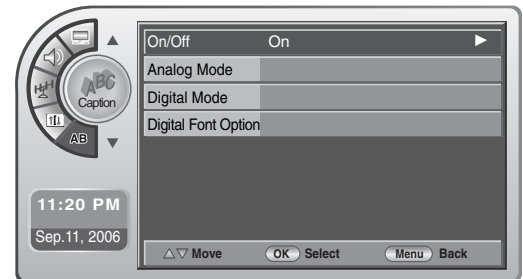 On/Off On
Analog Mode
Digital Mode
Digital Font Option
ABC
Caption
AB
11:20 PM
Sep.11, 2006
Move OK Select Menu Back